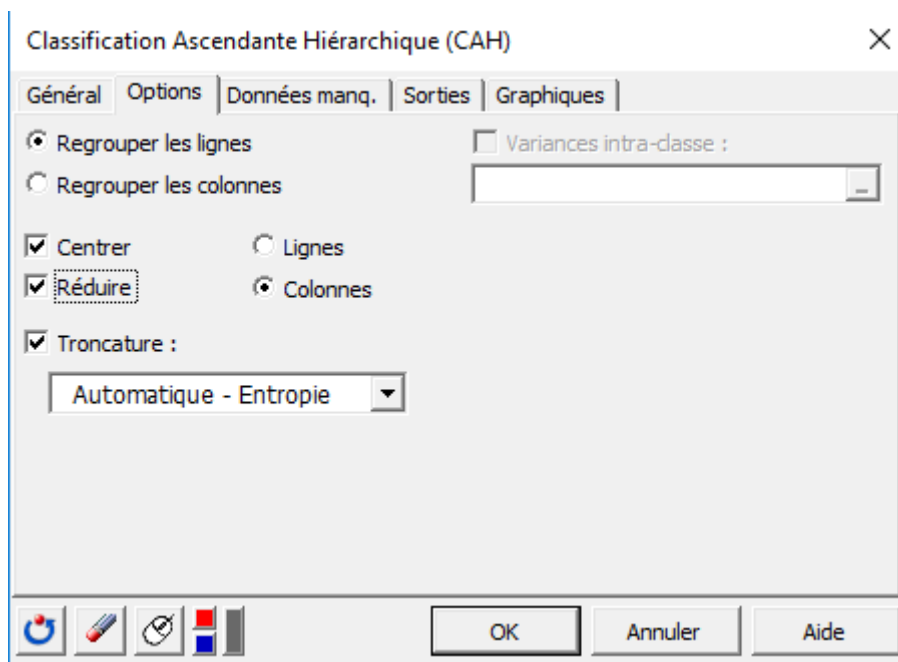 Classification Ascendante Hiérarchique (CAH)
Général Options Données manq. Sorties Graphiques
Regrouper les lignes Variances intra-classe :
Regrouper les colonnes ...
Centrer Lignes
Réduire Colonnes
Troncature :
Automatique - Entropie
OK Annuler Aide